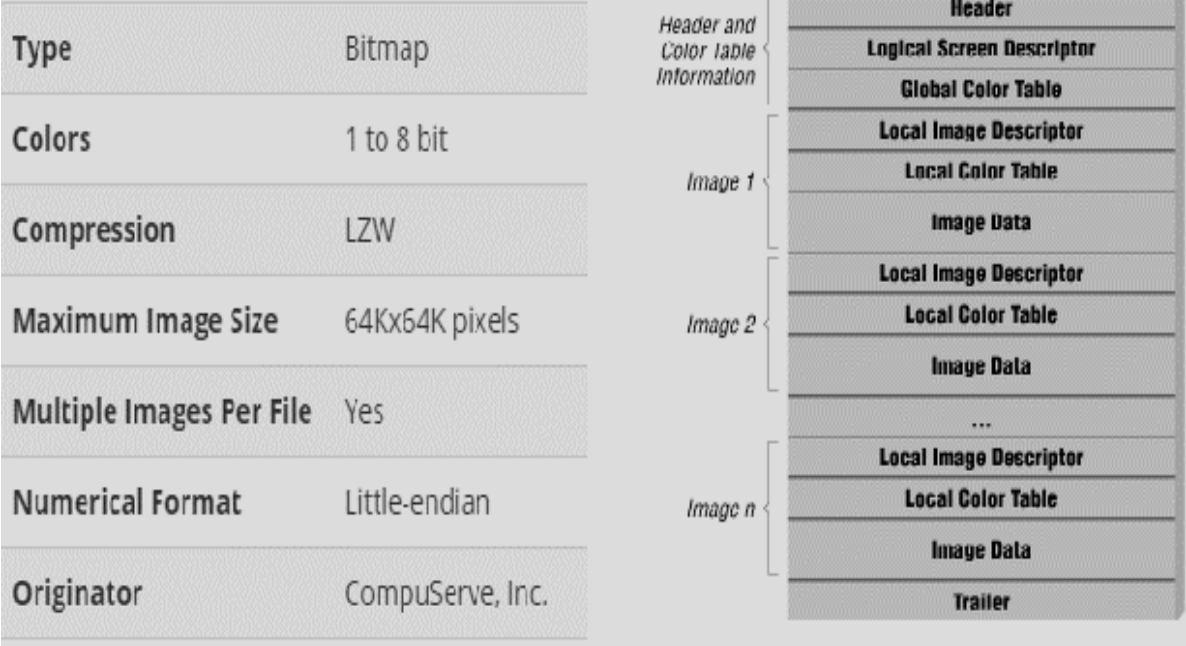 Type Bitmap
Colors 1 to 8 bit
Compression LZW
Maximum Image Size 64Kx64K pixels
Multiple Images Per File Yes
Numerical Format Little-endian
Originator CompuServe, Inc.
Header and
Color Table
Information
Header
Logical Screen Descriptor
Global Color Table
Image 1
Local Image Descriptor
Local Color Table
Image Data
Image 2
Local Image Descriptor
Local Color Table
Image Data
...
Image n
Local Image Descriptor
Local Color Table
Image Data
Trailer